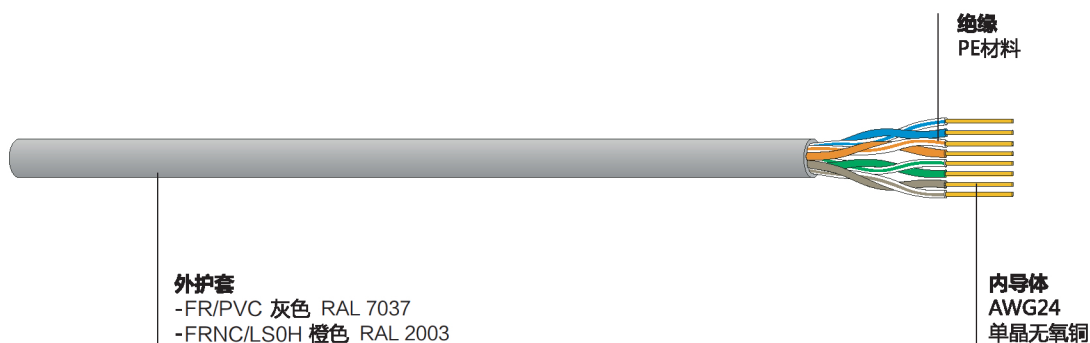 绝缘
PE材料
外护套
-FR/PVC 灰色 RAL 7037
-FRNC/LS0H 橙色 RAL 2003
内导体
AWG24
单晶无氧铜